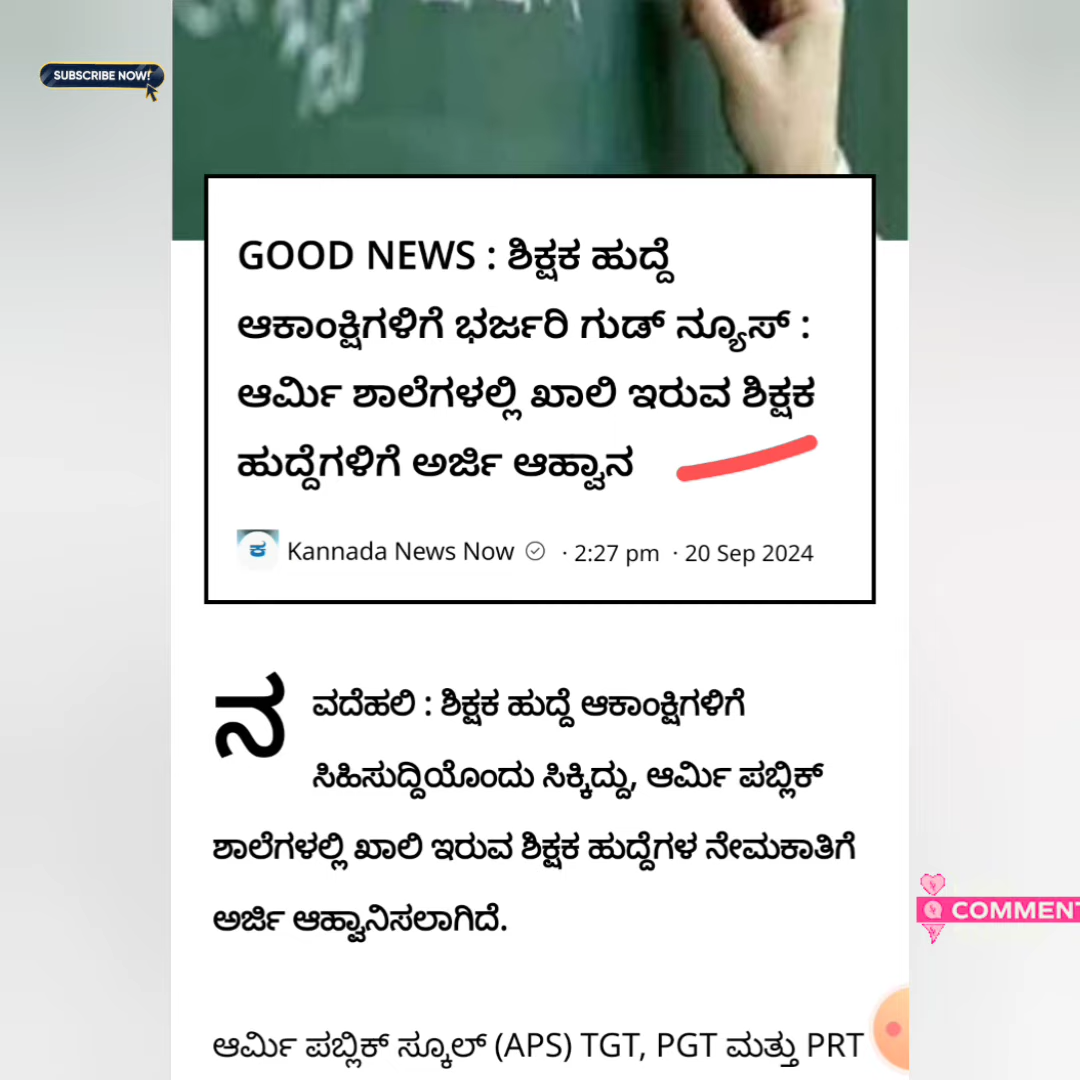 SUBSCRIBE NOW!
GOOD NEWS : ಶಿಕ್ಷಕ ಹುದ್ದೆ
ಆಕಾಂಕ್ಷಿಗಳಿಗೆ ಭರ್ಜರಿ ಗುಡ್ ನ್ಯೂಸ್ :
ಆರ್ಮಿ ಶಾಲೆಗಳಲ್ಲಿ ಖಾಲಿ ಇರುವ ಶಿಕ್ಷಕ
ಹುದ್ದೆಗಳಿಗೆ ಅರ್ಜಿ ಆಹ್ವಾನ
ಕ Kannada News Now · 2:27 pm · 20 Sep 2024
ನವದೆಹಲಿ : ಶಿಕ್ಷಕ ಹುದ್ದೆ ಆಕಾಂಕ್ಷಿಗಳಿಗೆ
ಸಿಹಿಸುದ್ದಿಯೊಂದು ಸಿಕ್ಕಿದ್ದು, ಆರ್ಮಿ ಪಬ್ಲಿಕ್
ಶಾಲೆಗಳಲ್ಲಿ ಖಾಲಿ ಇರುವ ಶಿಕ್ಷಕ ಹುದ್ದೆಗಳ ನೇಮಕಾತಿಗೆ
ಅರ್ಜಿ ಆಹ್ವಾನಿಸಲಾಗಿದೆ.
COMMENT
ಆರ್ಮಿ ಪಬ್ಲಿಕ್ ಸ್ಕೂಲ್ (APS) TGT, PGT ಮತ್ತು PRT